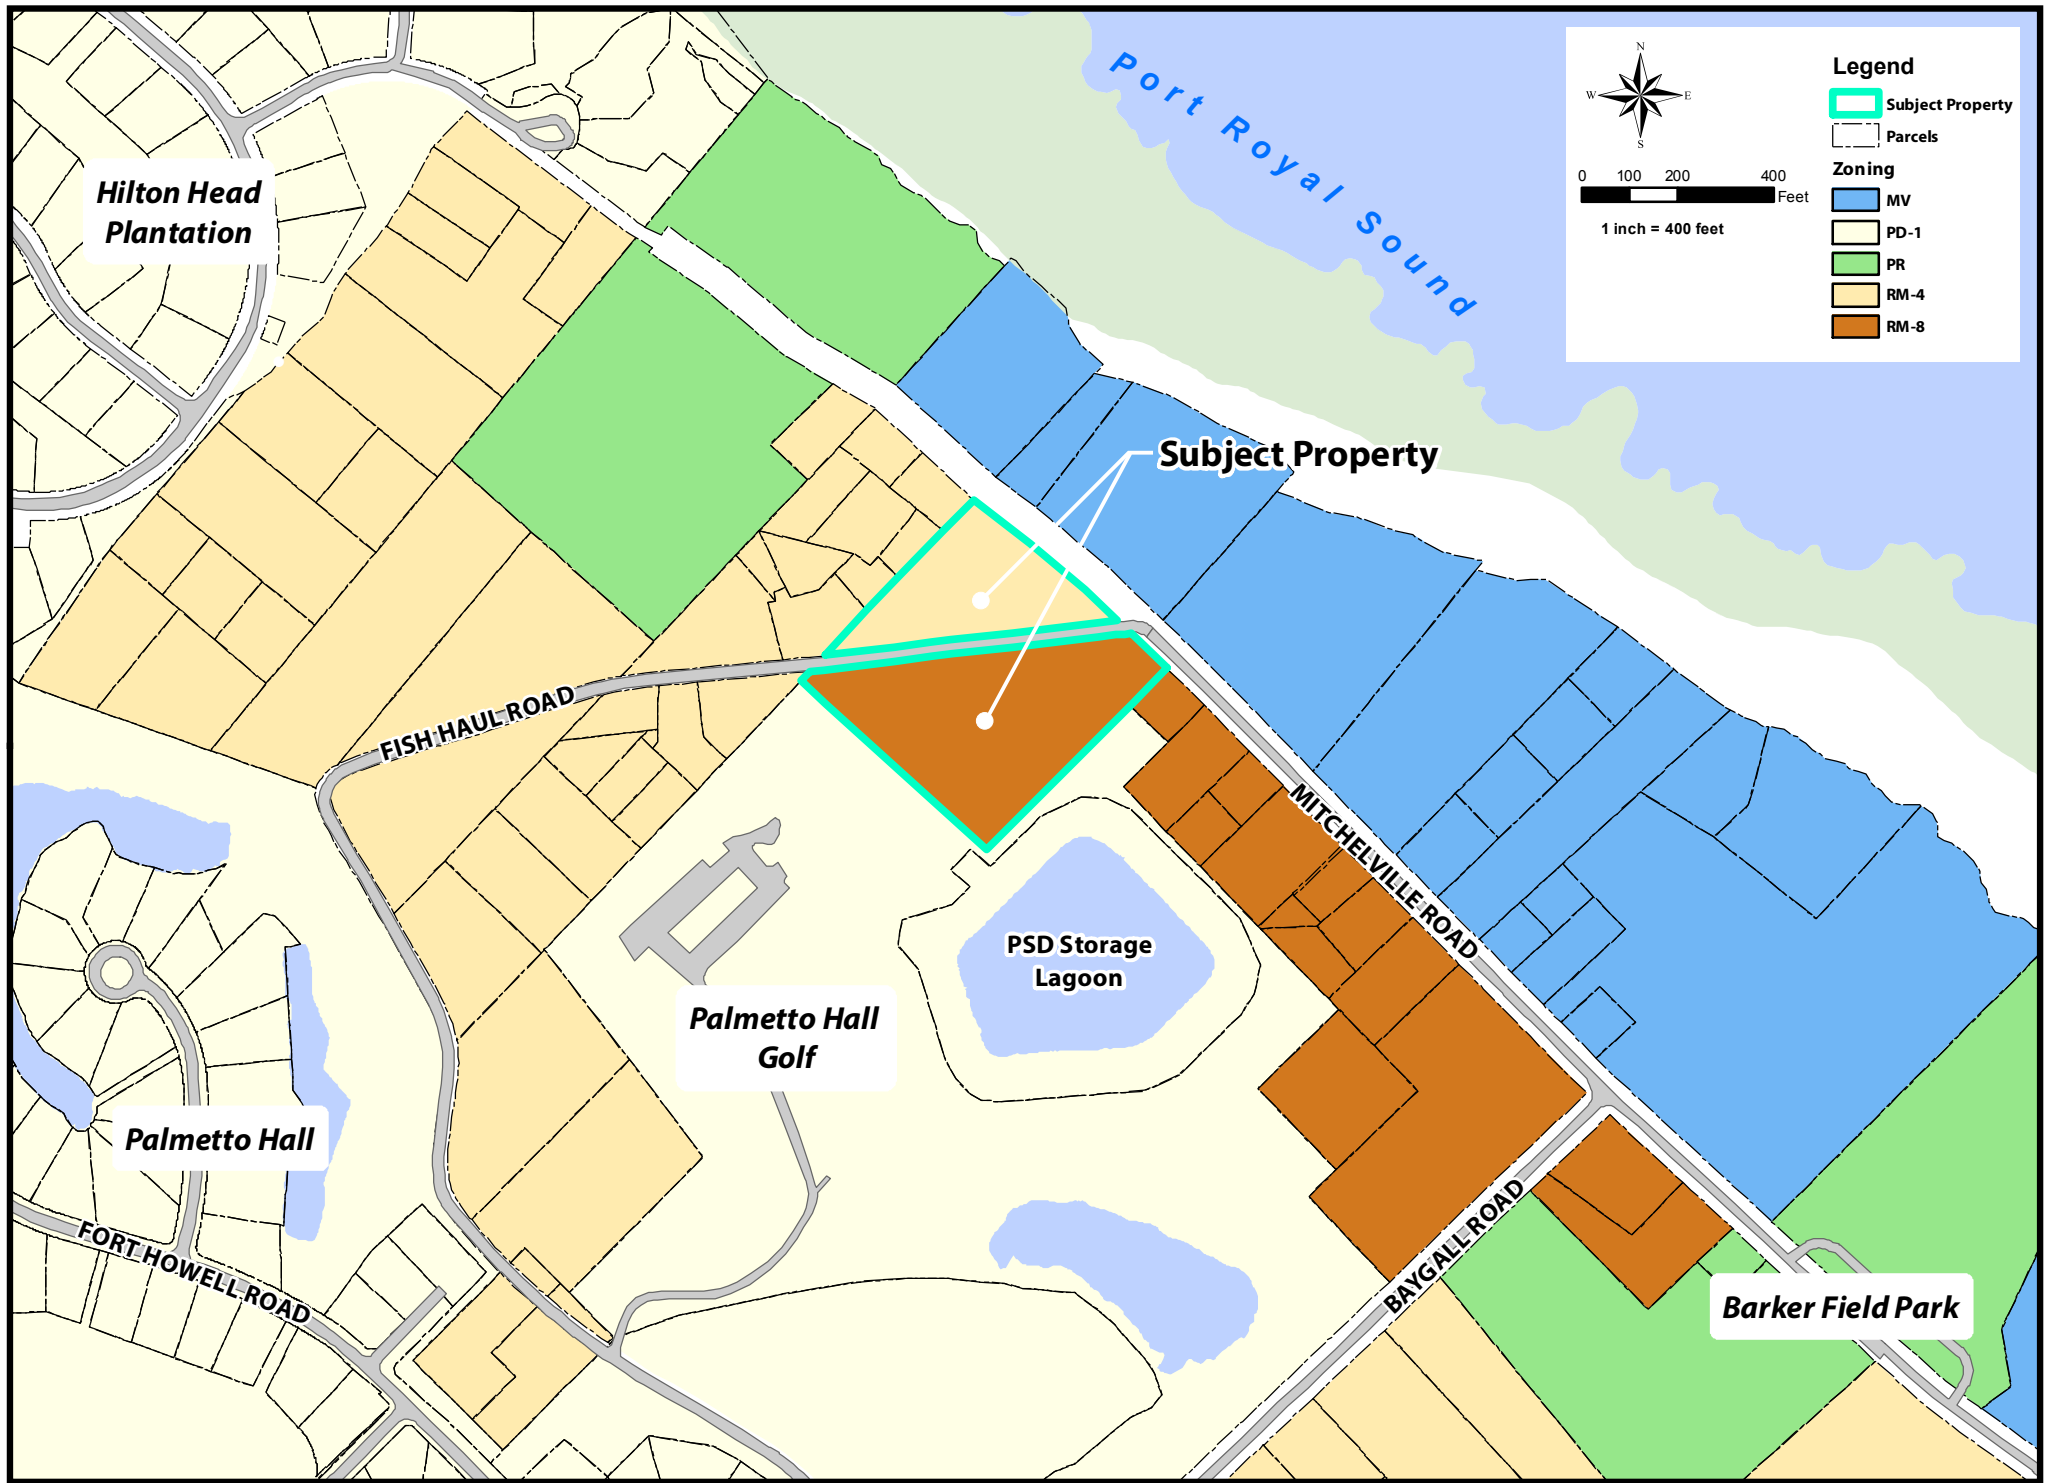 Port Royal Sound
N
W
E
S
0 100 200 400
Feet
1 inch = 400 feet
Legend
Subject Property
Parcels
Zoning
MV
PD-1
PR
RM-4
RM-8
Hilton Head
Plantation
Subject Property
FISH HAUL ROAD
MITCHELVILLE ROAD
PSD Storage
Lagoon
Palmetto Hall
Golf
Palmetto Hall
FORT HOWELL ROAD
BAYGALL ROAD
Barker Field Park